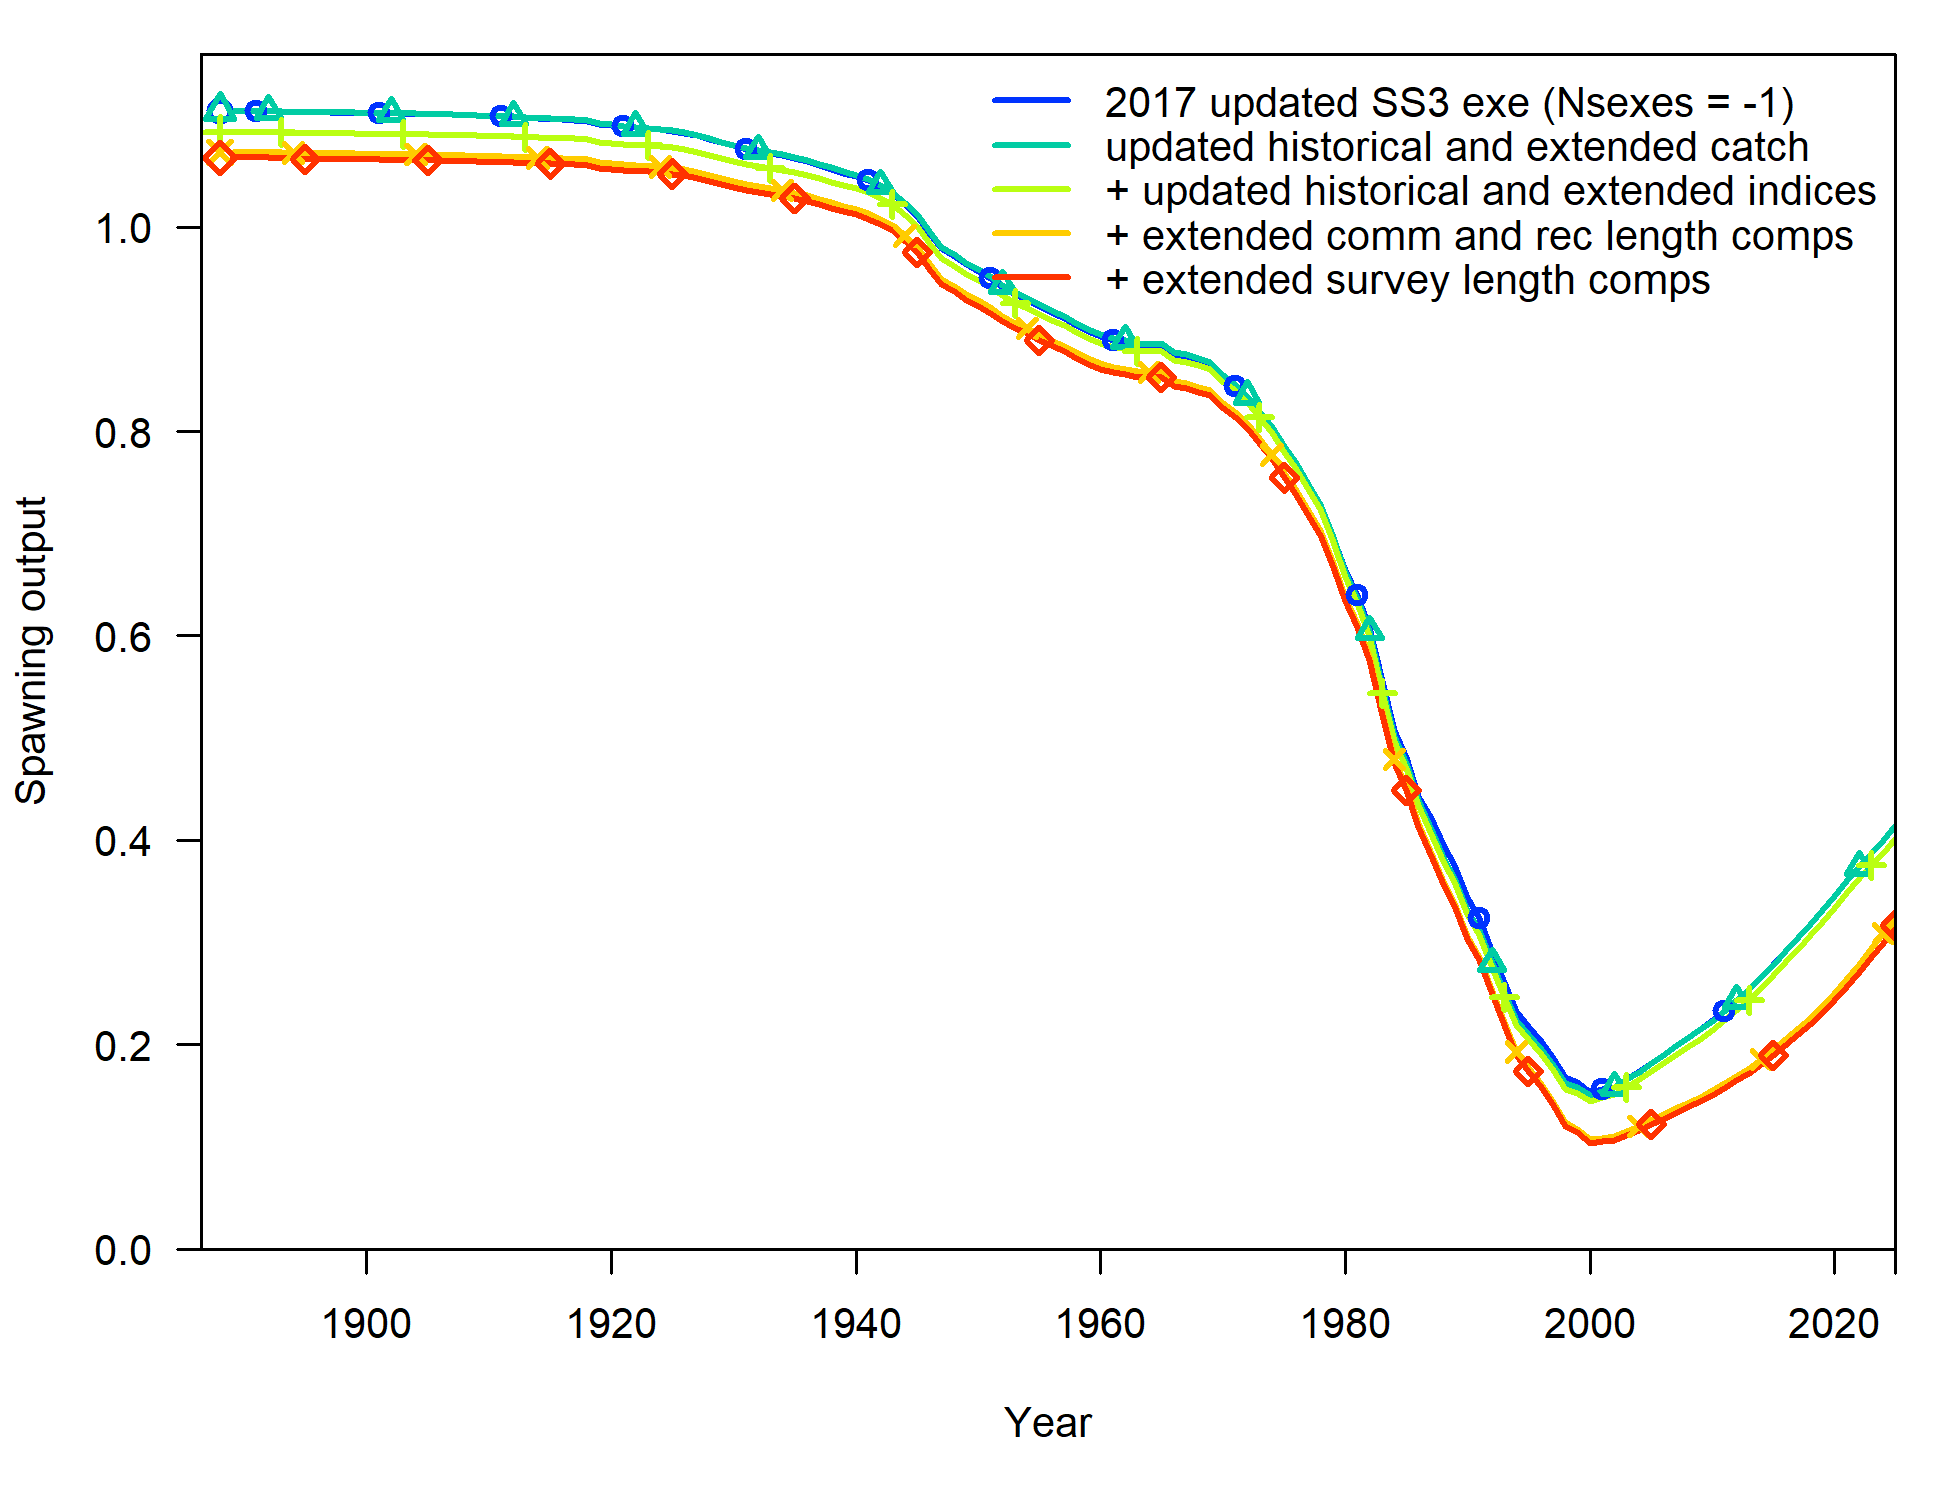 2017 updated SS3 exe (Nsexes = -1)
updated historical and extended catch
+ updated historical and extended indices
+ extended comm and rec length comps
+ extended survey length comps
Spawning output
1.0
0.8
0.6
0.4
0.2
0.0
1900 1920 1940 1960 1980 2000 2020
Year